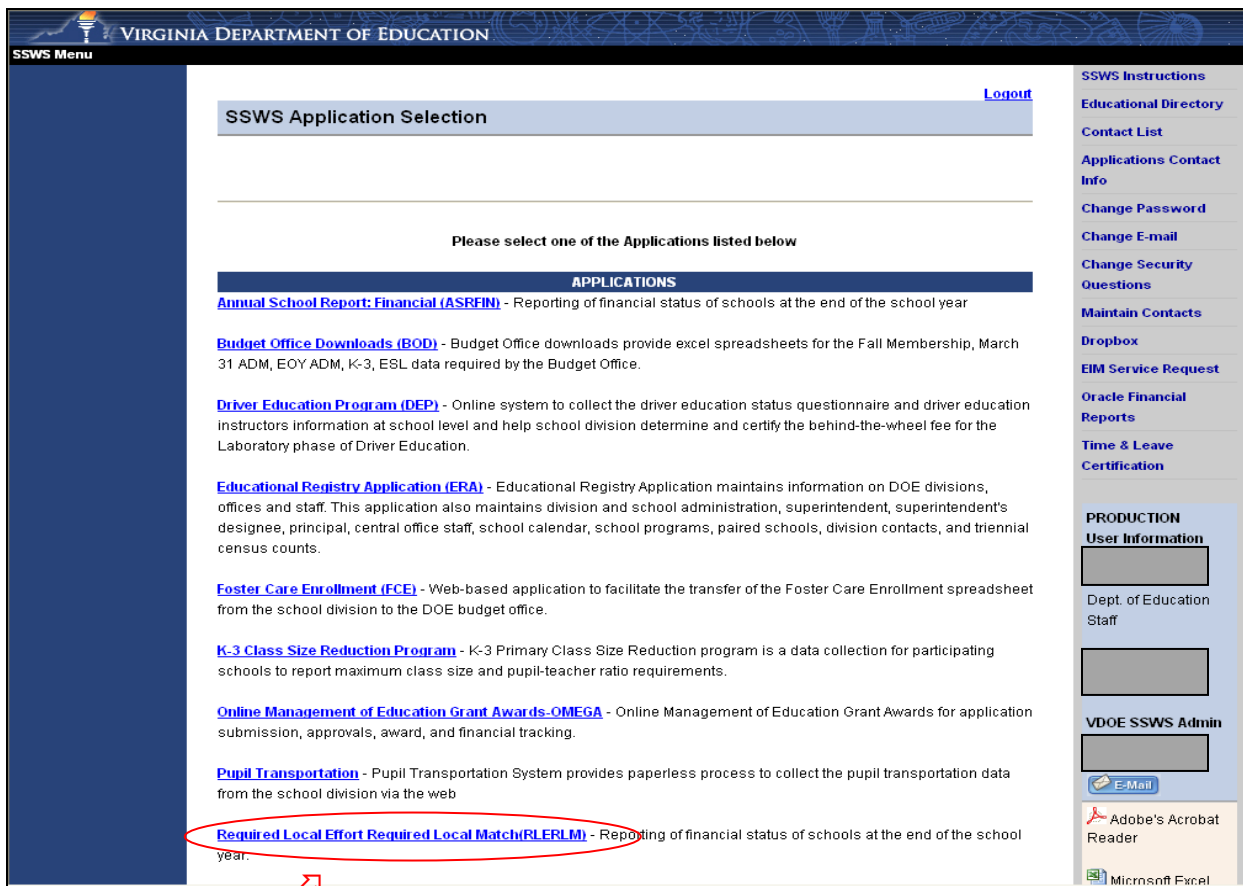 VIRGINIA DEPARTMENT OF EDUCATION
SSWS Menu
Logout
SSWS Application Selection
Please select one of the Applications listed below
APPLICATIONS
Annual School Report: Financial (ASRFIN) - Reporting of financial status of schools at the end of the school year
Budget Office Downloads (BOD) - Budget Office downloads provide excel spreadsheets for the Fall Membership, March
31 ADM, EOY ADM, K-3, ESL data required by the Budget Office.
Driver Education Program (DEP) - Online system to collect the driver education status questionnaire and driver education
instructors information at school level and help school division determine and certify the behind-the-wheel fee for the
Laboratory phase of Driver Education.
Educational Registry Application (ERA) - Educational Registry Application maintains information on DOE divisions,
offices and staff. This application also maintains division and school administration, superintendent, superintendent's
designee, principal, central office staff, school calendar, school programs, paired schools, division contacts, and triennial
census counts.
Foster Care Enrollment (FCE) - Web-based application to facilitate the transfer of the Foster Care Enrollment spreadsheet
from the school division to the DOE budget office.
K-3 Class Size Reduction Program - K-3 Primary Class Size Reduction program is a data collection for participating
schools to report maximum class size and pupil-teacher ratio requirements.
Online Management of Education Grant Awards-OMEGA - Online Management of Education Grant Awards for application
submission, approvals, award, and financial tracking.
Pupil Transportation - Pupil Transportation System provides paperless process to collect the pupil transportation data
from the school division via the web
Required Local Effort Required Local Match(RLERLM) - Reporting of financial status of schools at the end of the school
year.
SSWS Instructions
Educational Directory
Contact List
Applications Contact
Info
Change Password
Change E-mail
Change Security
Questions
Maintain Contacts
Dropbox
EIM Service Request
Oracle Financial
Reports
Time & Leave
Certification
PRODUCTION
User Information
Dept. of Education
Staff
VDOE SSWS Admin
E-Mail
Adobe's Acrobat
Reader
Microsoft Excel